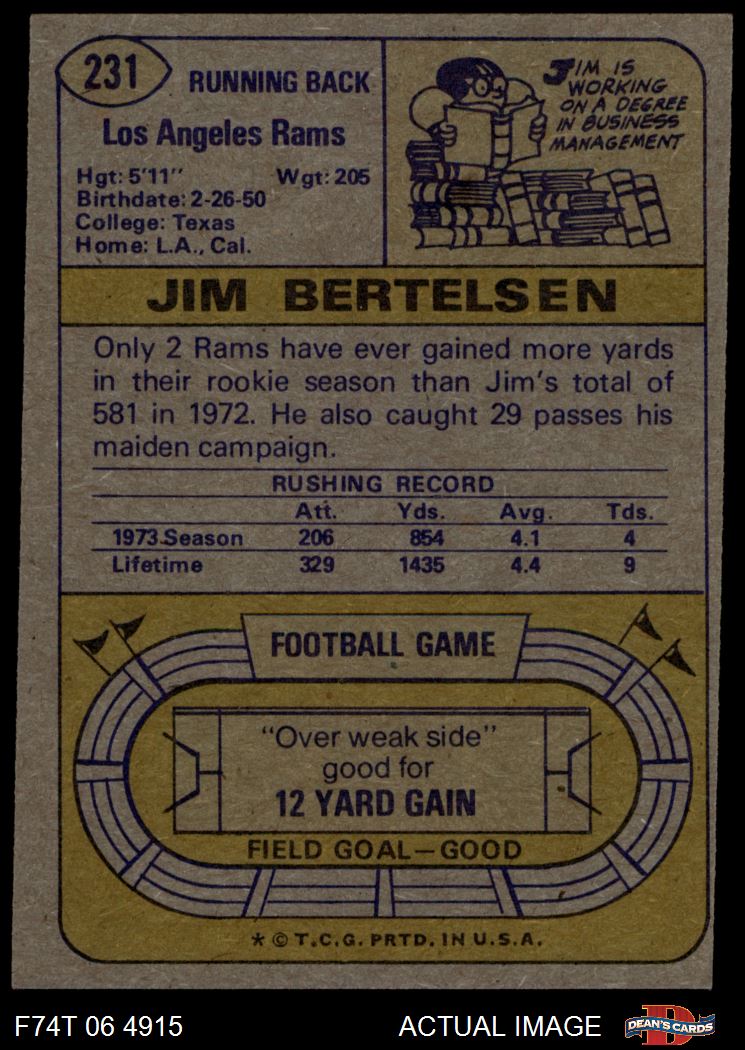 231
RUNNING BACK
Los Angeles Rams
Hgt: 5'11" Wgt: 205
Birthdate: 2-26-50
College: Texas
Home: L.A., Cal.
JIM IS
WORKING
ON A DEGREE
IN BUSINESS
MANAGEMENT
JIM BERTELSEN
Only 2 Rams have ever gained more yards
in their rookie season than Jim's total of
581 in 1972. He also caught 29 passes his
maiden campaign.
RUSHING RECORD
Att. Yds. Avg. Tds.
1973 Season 206 854 4.1 4
Lifetime 329 1435 4.4 9
FOOTBALL GAME
"Over weak side"
good for
12 YARD GAIN
FIELD GOAL—GOOD
* © T.C.G. PRTD. IN U.S.A.
F74T 06 4915 ACTUAL IMAGE
D
DEAN'S CARDS